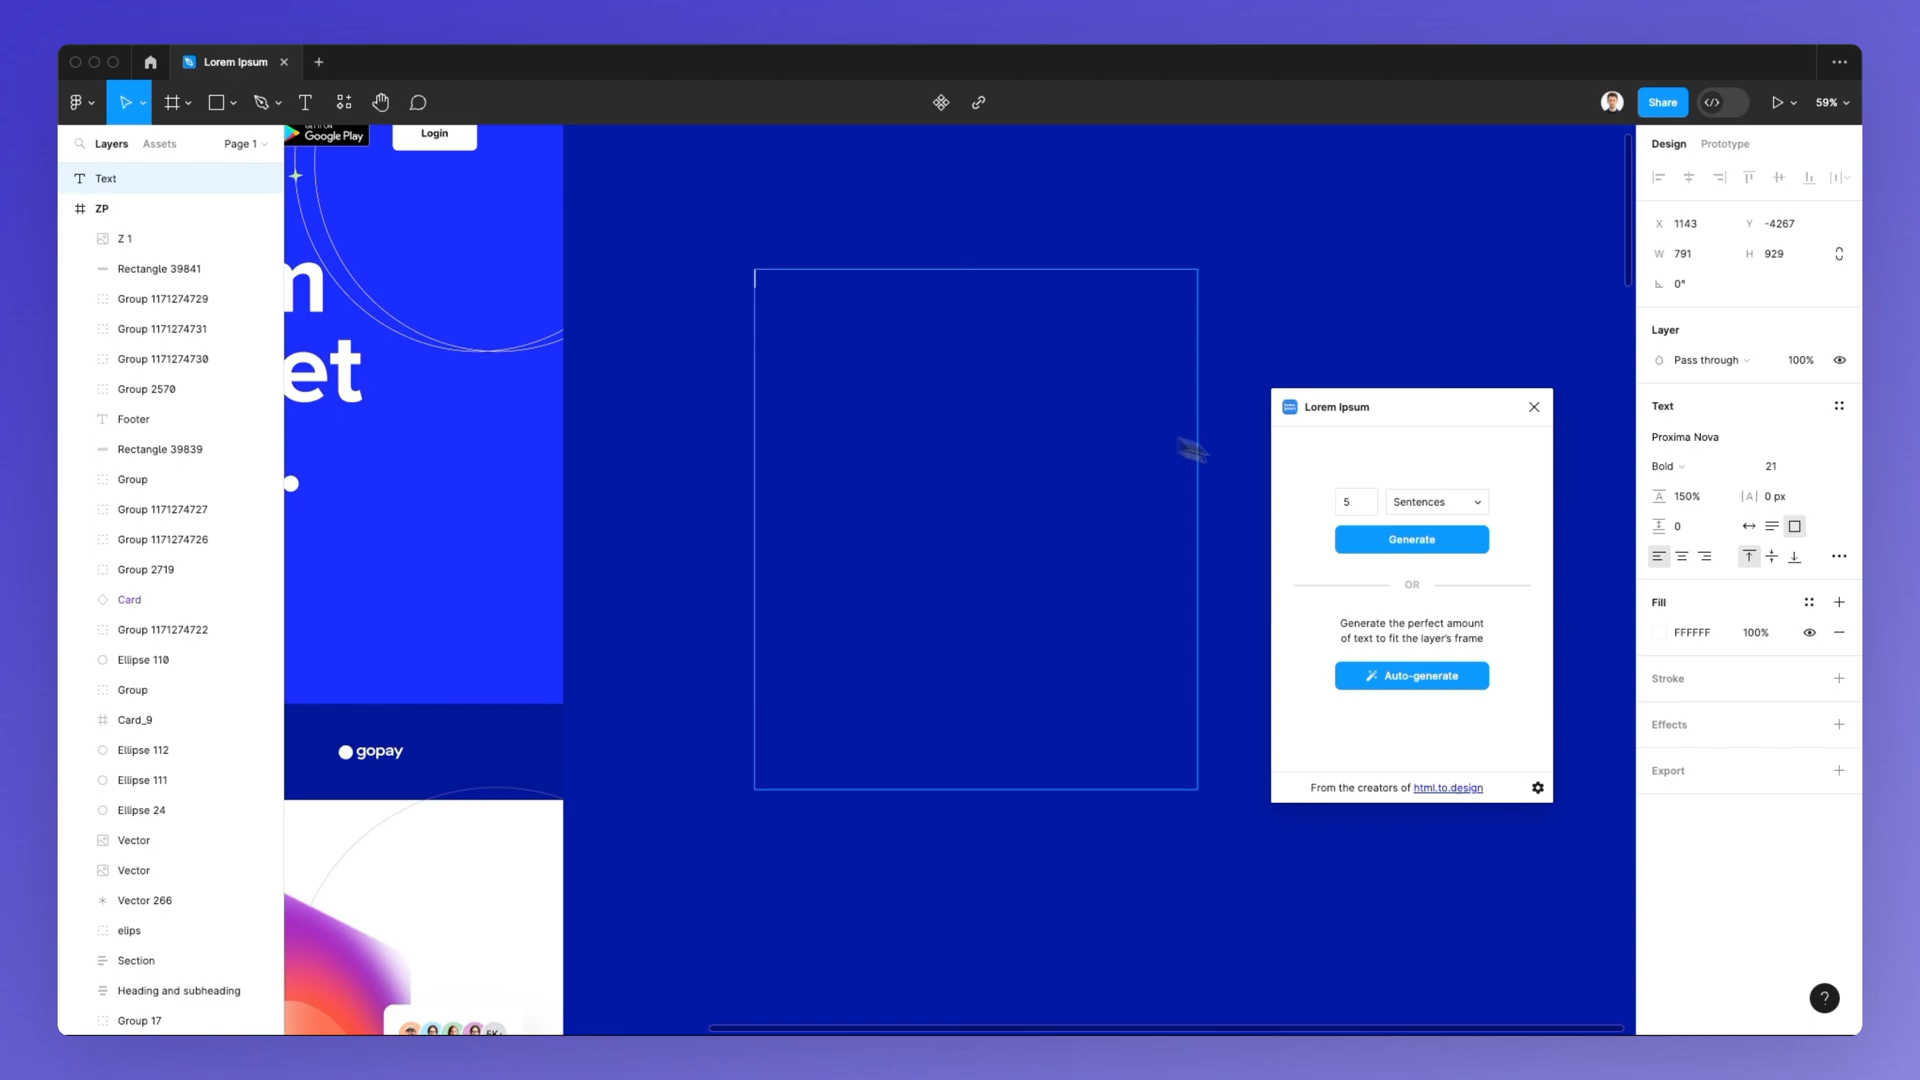 Lorem Ipsum
Share
59%
Layers
Assets
Page 1
Text
ZP
Z 1
Rectangle 39841
Group 1171274729
Group 1171274731
Group 1171274730
Group 2570
Footer
Rectangle 39839
Group
Group 1171274727
Group 1171274726
Group 2719
Card
Group 1171274722
Ellipse 110
Group
Card_9
Ellipse 112
Ellipse 111
Ellipse 24
Vector
Vector
Vector 266
elips
Section
Heading and subheading
Group 17
GET IT ON
Google Play
Login
m
et
.
gopay
5K+
Lorem Ipsum
5
Sentences
Generate
OR
Generate the perfect amount
of text to fit the layer's frame
Auto-generate
From the creators of html.to.design
Design
Prototype
X 1143
Y -4267
W 791
H 929
0°
Layer
Pass through
100%
Text
Proxima Nova
Bold
21
150%
0 px
0
Fill
FFFFFF
100%
Stroke
Effects
Export
?